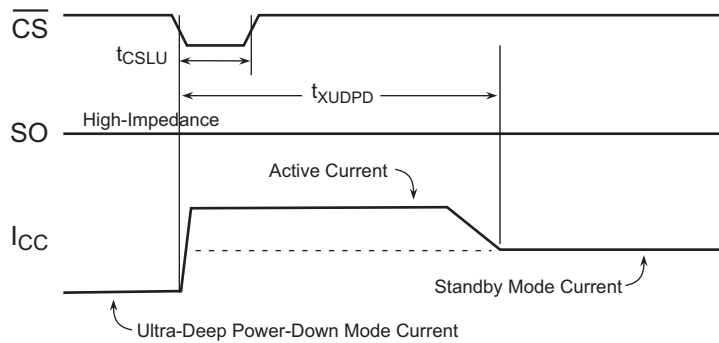 CS
tCSLU
tXUDPD
High-Impedance
SO
Active Current
ICC
Standby Mode Current
Ultra-Deep Power-Down Mode Current